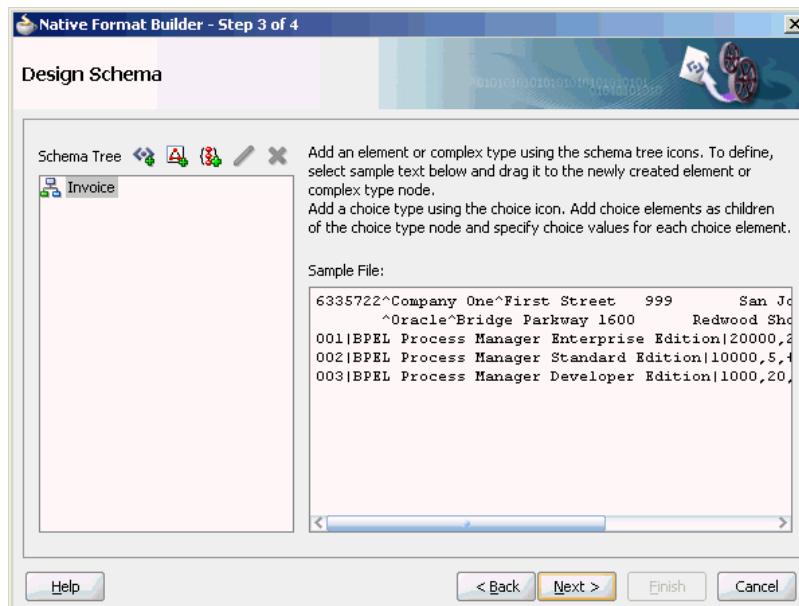 Native Format Builder - Step 3 of 4
Design Schema
Schema Tree
Invoice
Add an element or complex type using the schema tree icons. To define,
select sample text below and drag it to the newly created element or
complex type node.
Add a choice type using the choice icon. Add choice elements as children
of the choice type node and specify choice values for each choice element.
Sample File:
6335722^Company One^First Street   999       San Jo
^Oracle^Bridge Parkway 1600       Redwood Sho
001|BPEL Process Manager Enterprise Edition|20000,2
002|BPEL Process Manager Standard Edition|10000,5,+
003|BPEL Process Manager Developer Edition|1000,20,
Help
< Back
Next >
Finish
Cancel